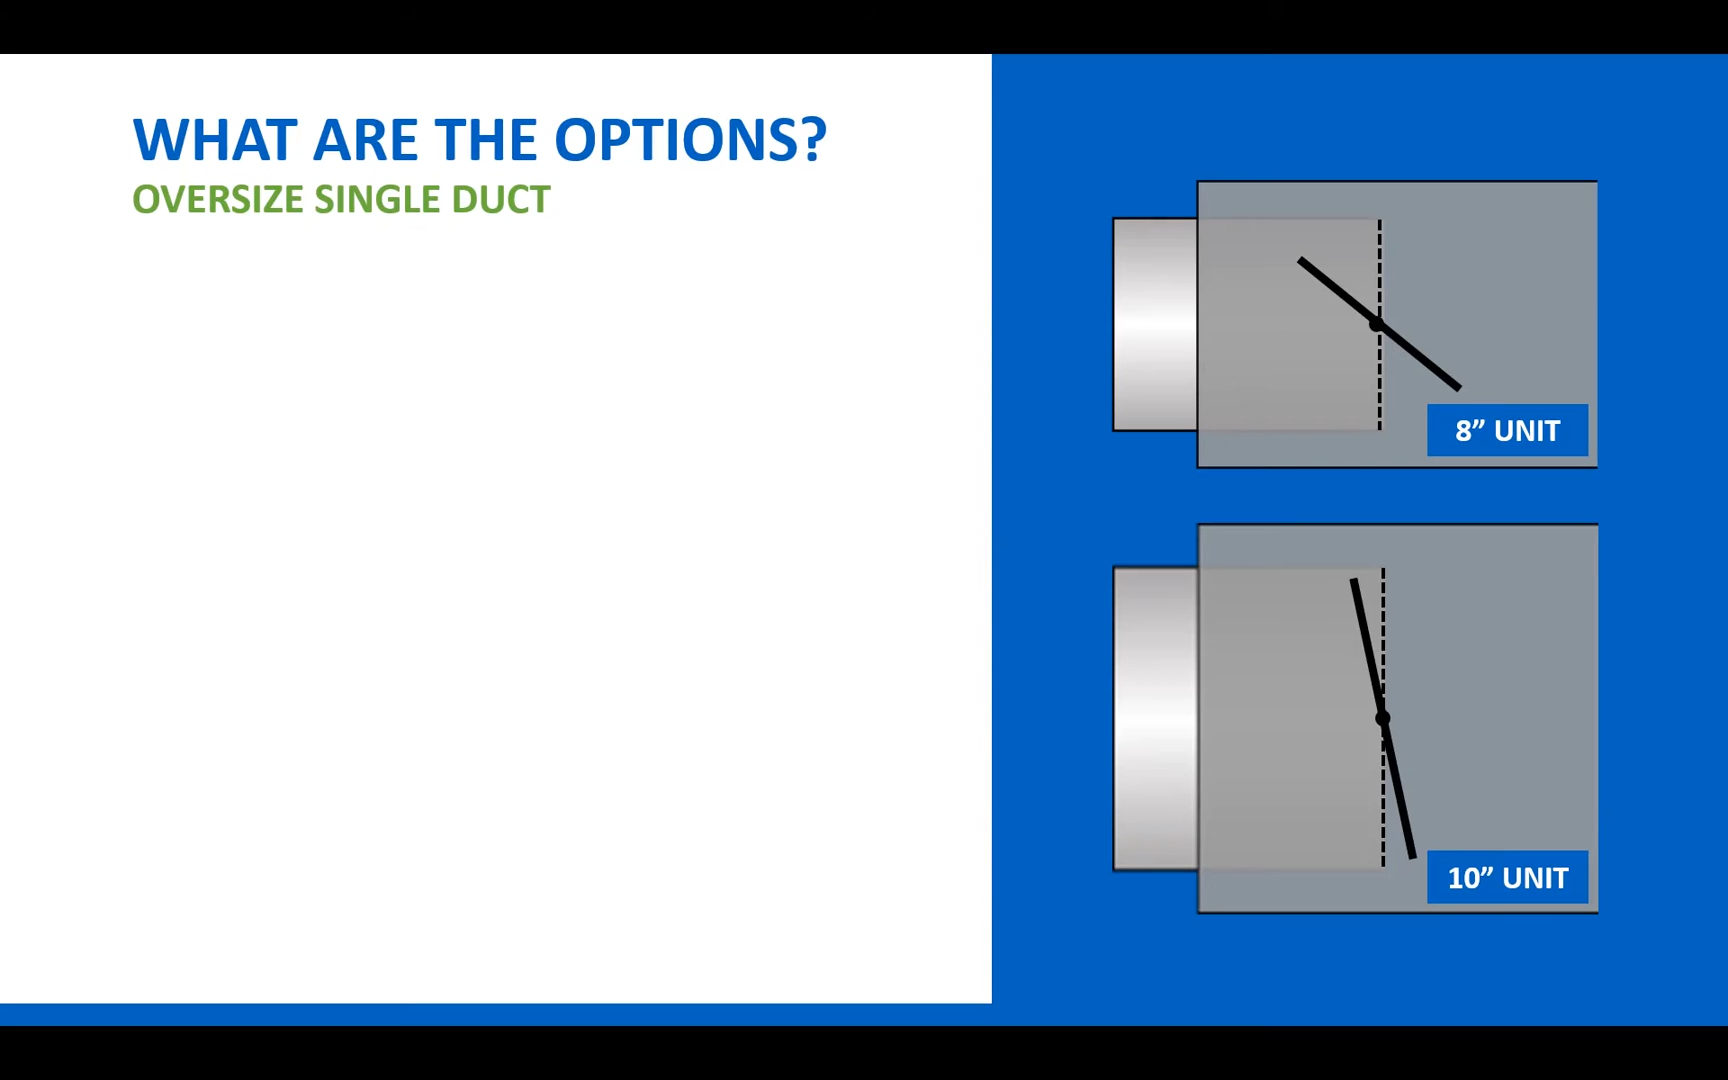 WHAT ARE THE OPTIONS?
OVERSIZE SINGLE DUCT
8” UNIT
10” UNIT